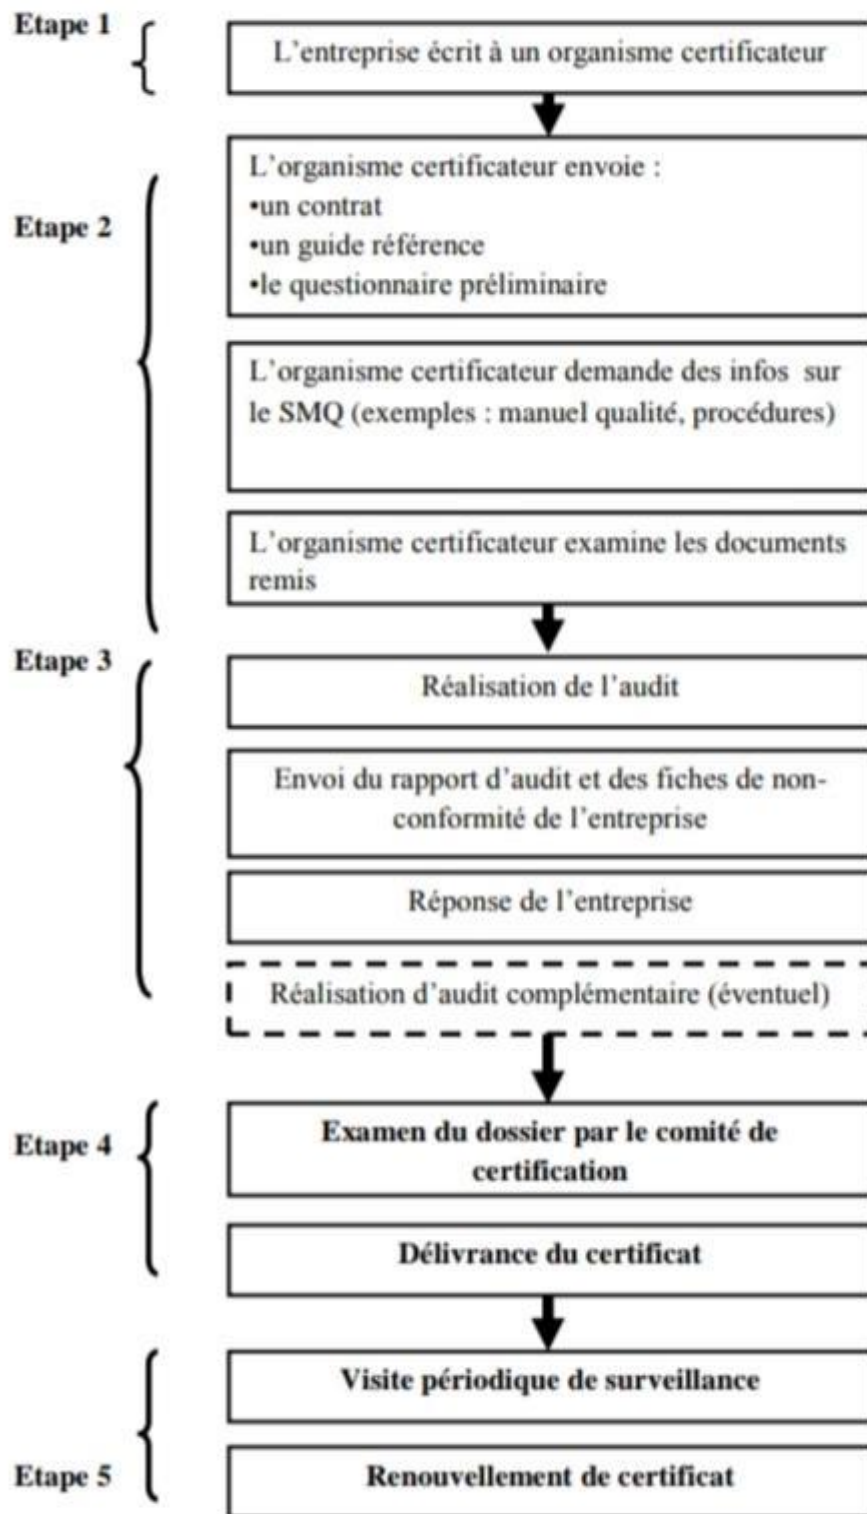 Etape 1
L'entreprise écrit à un organisme certificateur
Etape 2
L'organisme certificateur envoie :
•un contrat
•un guide référence
•le questionnaire préliminaire
L'organisme certificateur demande des infos sur
le SMQ (exemples : manuel qualité, procédures)
L'organisme certificateur examine les documents
remis
Etape 3
Réalisation de l'audit
Envoi du rapport d'audit et des fiches de non-
conformité de l'entreprise
Réponse de l'entreprise
Réalisation d'audit complémentaire (éventuel)
Etape 4
Examen du dossier par le comité de
certification
Délivrance du certificat
Visite périodique de surveillance
Etape 5
Renouvellement de certificat